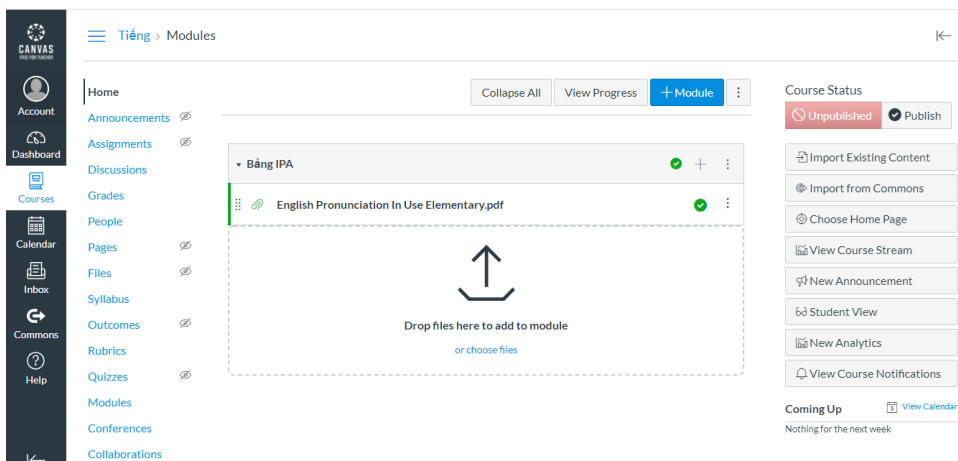 CANVAS
FREE FOR TEACHER
Account
Dashboard
Courses
Calendar
Inbox
Commons
Help
Tiếng > Modules
Home
Announcements
Assignments
Discussions
Grades
People
Pages
Files
Syllabus
Outcomes
Rubrics
Quizzes
Modules
Conferences
Collaborations
Collapse All
View Progress
+ Module
Bảng IPA
English Pronunciation In Use Elementary.pdf
Drop files here to add to module
or choose files
Course Status
Unpublished
Publish
Import Existing Content
Import from Commons
Choose Home Page
View Course Stream
New Announcement
Student View
New Analytics
View Course Notifications
Coming Up
View Calendar
Nothing for the next week